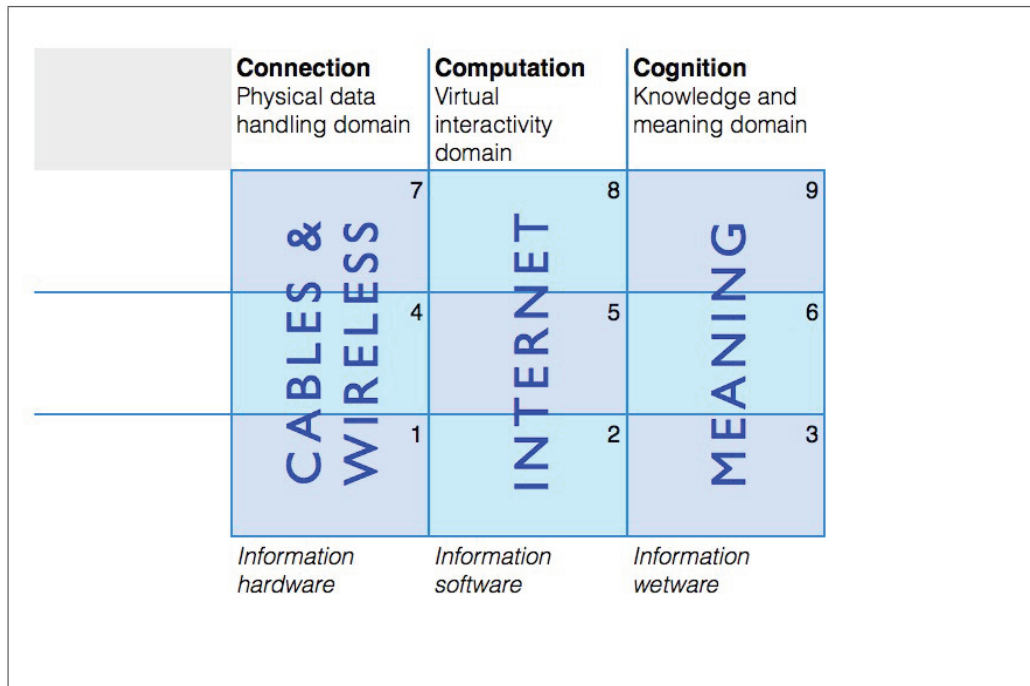 Connection
Physical data
handling domain
Computation
Virtual
interactivity
domain
Cognition
Knowledge and
meaning domain
7
8
9
CABLES &
WIRELESS
INTERNET
MEANING
4
5
6
1
2
3
Information
hardware
Information
software
Information
wetware